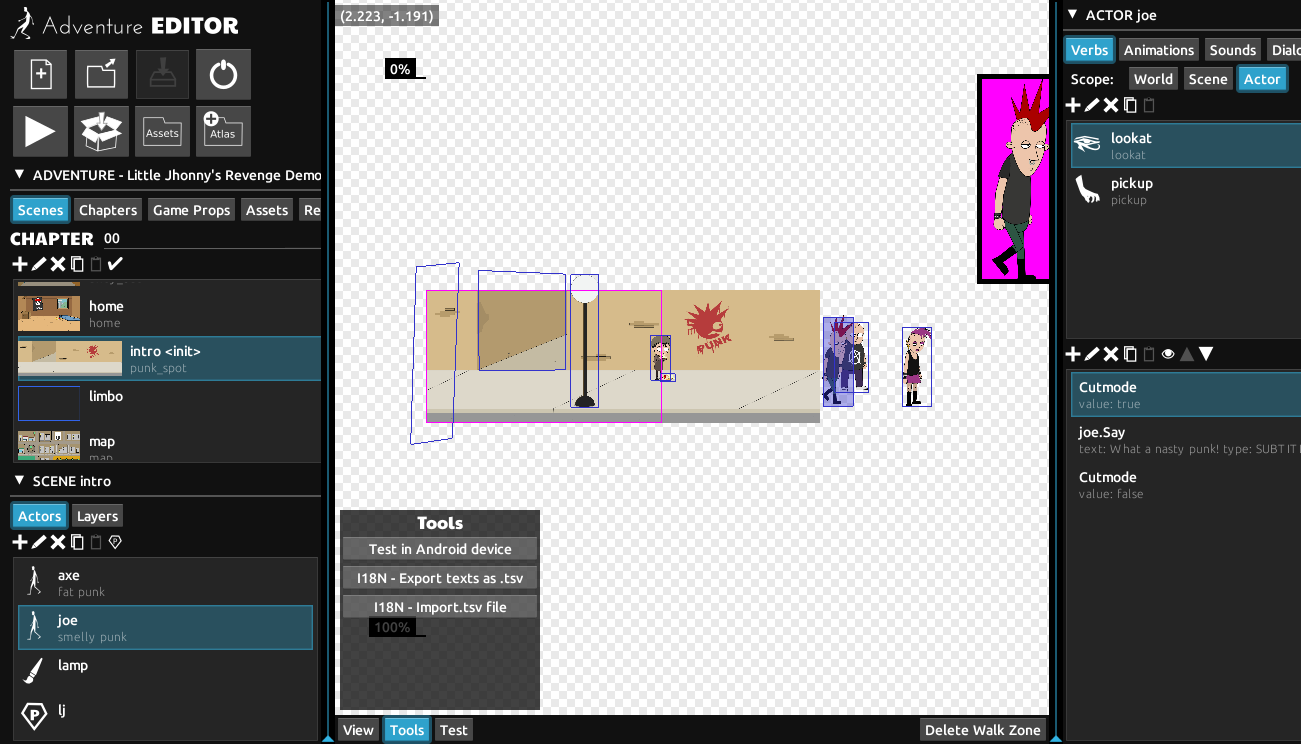 Adventure EDITOR
Assets
Atlas
ADVENTURE - Little Jhonny's Revenge Demo
Scenes
Chapters
Game Props
Assets
Re
CHAPTER 00
home
home
intro <init>
punk_spot
limbo
map
map
SCENE intro
Actors
Layers
axe
fat punk
joe
smelly punk
lamp
P
lj
(2.223, -1.191)
0%
PUNK
Tools
Test in Android device
I18N - Export texts as .tsv
I18N - Import.tsv file
100%
View
Tools
Test
Delete Walk Zone
ACTOR joe
Verbs
Animations
Sounds
Dialo
Scope:
World
Scene
Actor
lookat
lookat
pickup
pickup
Cutmode
value: true
joe.Say
text: What a nasty punk! type: SUBTITL
Cutmode
value: false